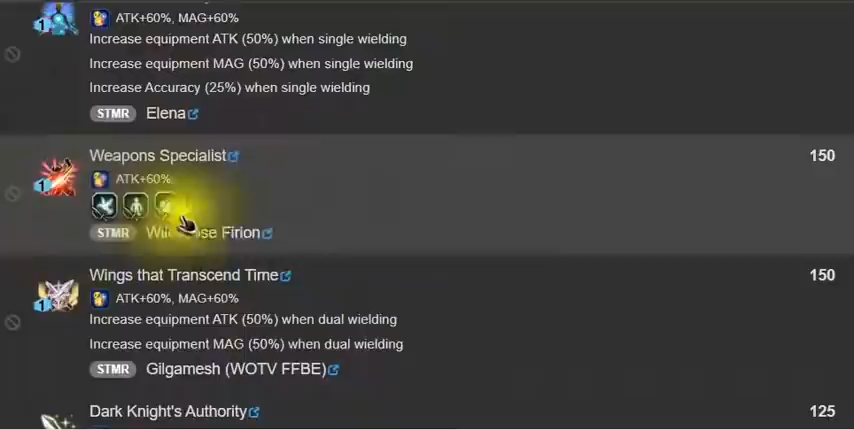 ATK+60%, MAG+60%
Increase equipment ATK (50%) when single wielding
Increase equipment MAG (50%) when single wielding
Increase Accuracy (25%) when single wielding
STMR Elena
Weapons Specialist 150
ATK+60%
STMR Firion
Wings that Transcend Time 150
ATK+60%, MAG+60%
Increase equipment ATK (50%) when dual wielding
Increase equipment MAG (50%) when dual wielding
STMR Gilgamesh (WOTV FFBE)
Dark Knight's Authority 125